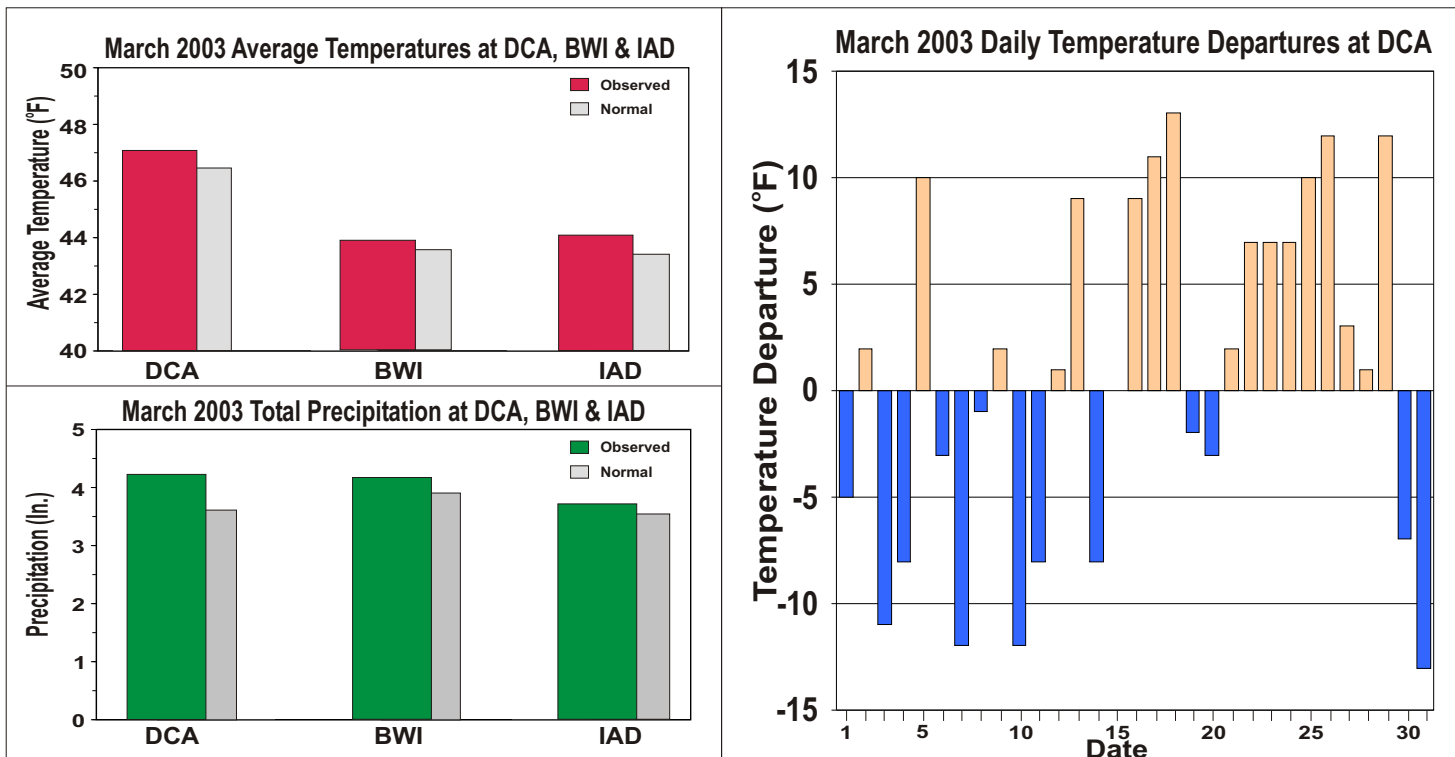 March 2003 Average Temperatures at DCA, BWI & IAD
Average Temperature (°F)
50
48
46
44
42
40
Observed
Normal
DCA BWI IAD
March 2003 Total Precipitation at DCA, BWI & IAD
Precipitation (In.)
5
4
3
2
1
0
Observed
Normal
DCA BWI IAD
March 2003 Daily Temperature Departures at DCA
Temperature Departure (°F)
15
10
5
0
-5
-10
-15
1 5 10 15 20 25 30
Date